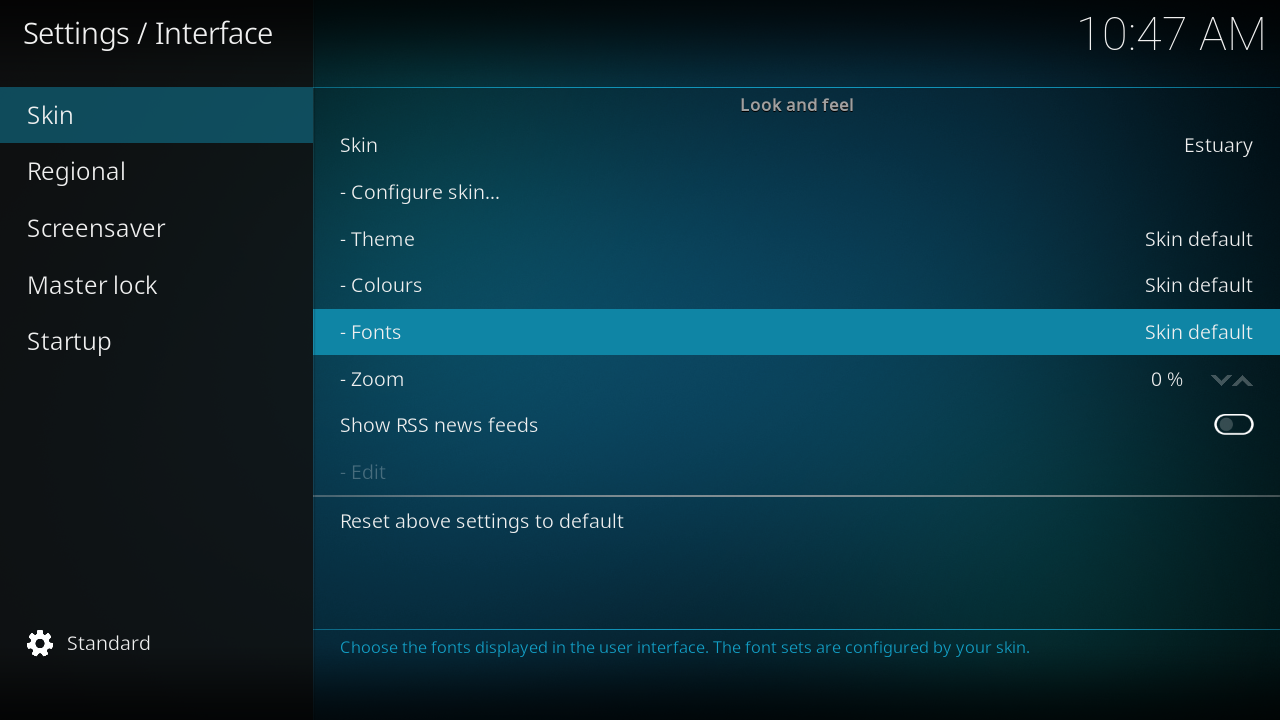 Settings / Interface
10:47 AM
Skin
Regional
Screensaver
Master lock
Startup
Standard
Look and feel
Skin Estuary
- Configure skin...
- Theme Skin default
- Colours Skin default
- Fonts Skin default
- Zoom 0 %
Show RSS news feeds
- Edit
Reset above settings to default
Choose the fonts displayed in the user interface. The font sets are configured by your skin.